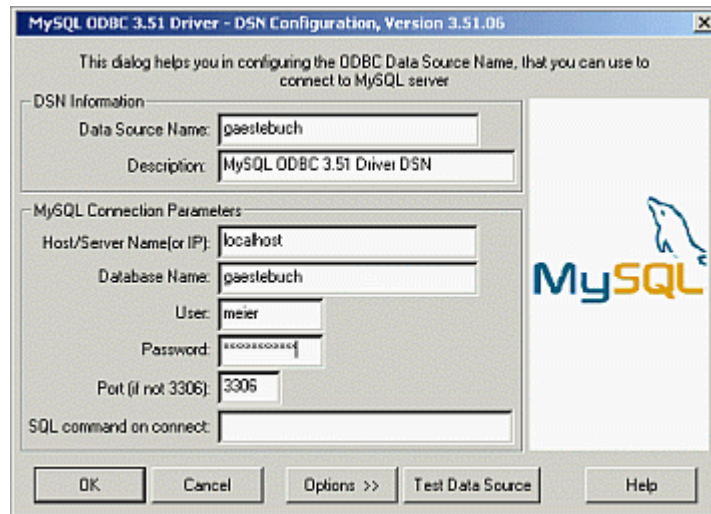 MySQL ODBC 3.51 Driver - DSN Configuration, Version 3.51.06
This dialog helps you in configuring the ODBC Data Source Name, that you can use to
connect to MySQL server
DSN Information
Data Source Name: gaestebuch
Description: MySQL ODBC 3.51 Driver DSN
MySQL Connection Parameters
Host/Server Name(or IP): localhost
Database Name: gaestebuch
User: meier
Password: ***********
Port (if not 3306): 3306
SQL command on connect:
MySQL
OK Cancel Options >> Test Data Source Help